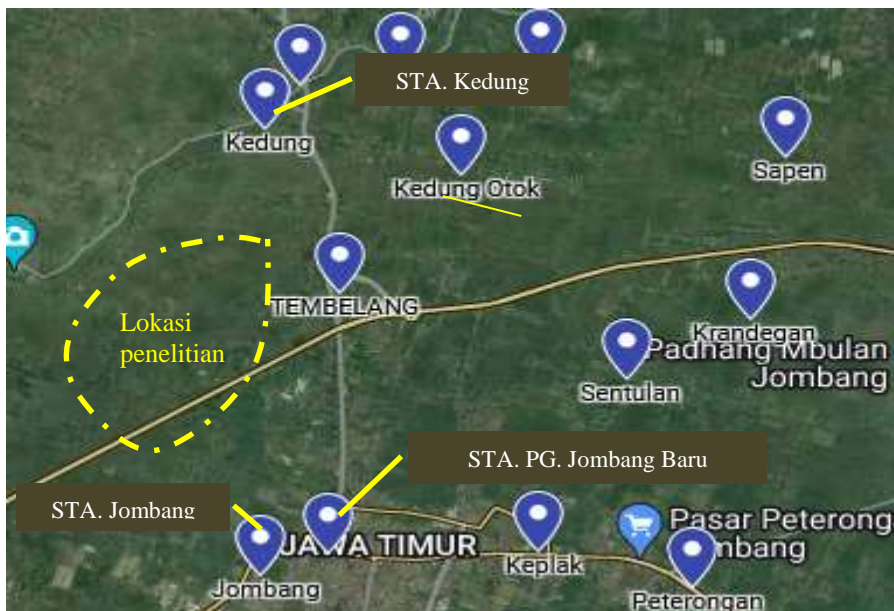 STA. Kedung
Kedung
Kedung Otok
Sapen
TEMBELANG
Lokasi
penelitian
Krandegan
Padhang Mbulan
Jombang
Sentulan
STA. PG. Jombang Baru
STA. Jombang
JAWA TIMUR
Pasar Peterong
mbang
Keplak
Jombang
Peterongan